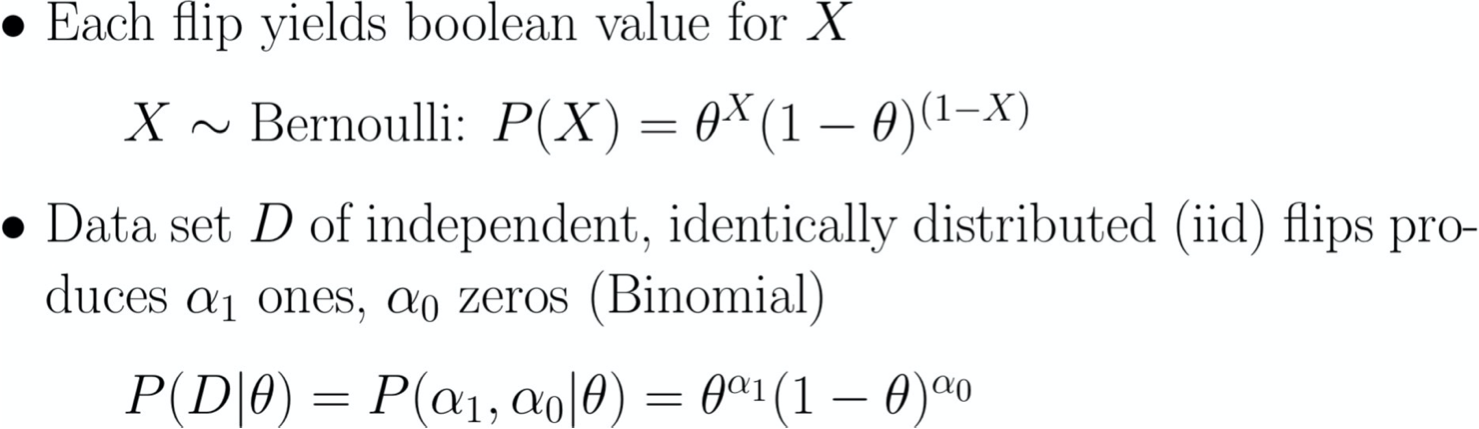 • Each flip yields boolean value for X
X ∼ Bernoulli: P(X) = θ^X(1 − θ)^(1−X)
• Data set D of independent, identically distributed (iid) flips pro-
duces α₁ ones, α₀ zeros (Binomial)
P(D|θ) = P(α₁, α₀|θ) = θ^α₁(1 − θ)^α₀